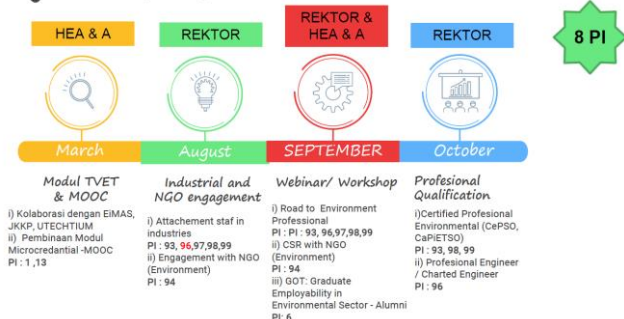 HEA & A
REKTOR
REKTOR &
HEA & A
REKTOR
8 PI
March
August
SEPTEMBER
October
Modul TVET
& MOOC
i) Kolaborasi dengan EiMAS,
JKKP, UTECHTIUM
ii) Pembinaan Modul
Microcredantial -MOOC
PI : 1 ,13
Industrial and
NGO engagement
i) Attachement staf in
industries
PI : 93, 96,97,98,99
ii) Engagement with NGO
(Environment)
PI : 94
Webinar/ Workshop
i) Road to Environment
Professional
PI : PI : 93, 96,97,98,99
ii) CSR with NGO
(Environment)
PI : 94
iii) GOT: Graduate
Employability in
Environmental Sector - Alumni
PI: 6
Profesional
Qualification
i)Certified Profesional
Environmental (CePSO,
CaPiETSO)
PI : 93, 98, 99
ii) Profesional Engineer
/ Charted Engineer
PI : 96